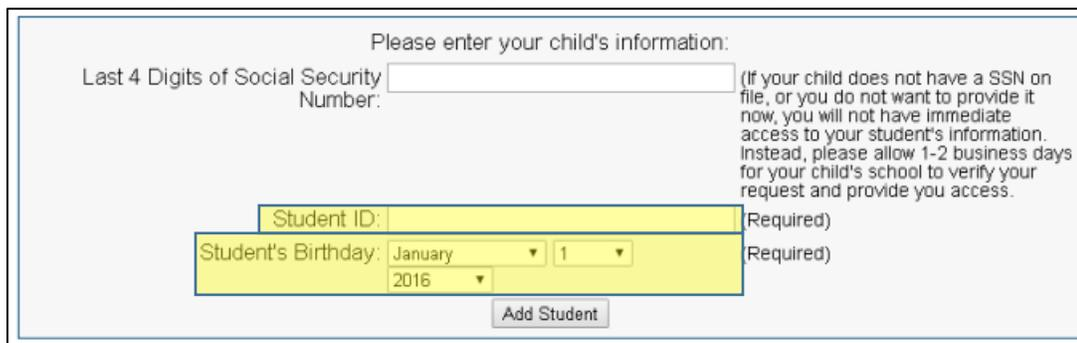 Please enter your child's information:
Last 4 Digits of Social Security
Number:
(If your child does not have a SSN on
file, or you do not want to provide it
now, you will not have immediate
access to your student's information.
Instead, please allow 1-2 business days
for your child's school to verify your
request and provide you access.
Student ID: (Required)
Student's Birthday: January 1 (Required)
2016
Add Student